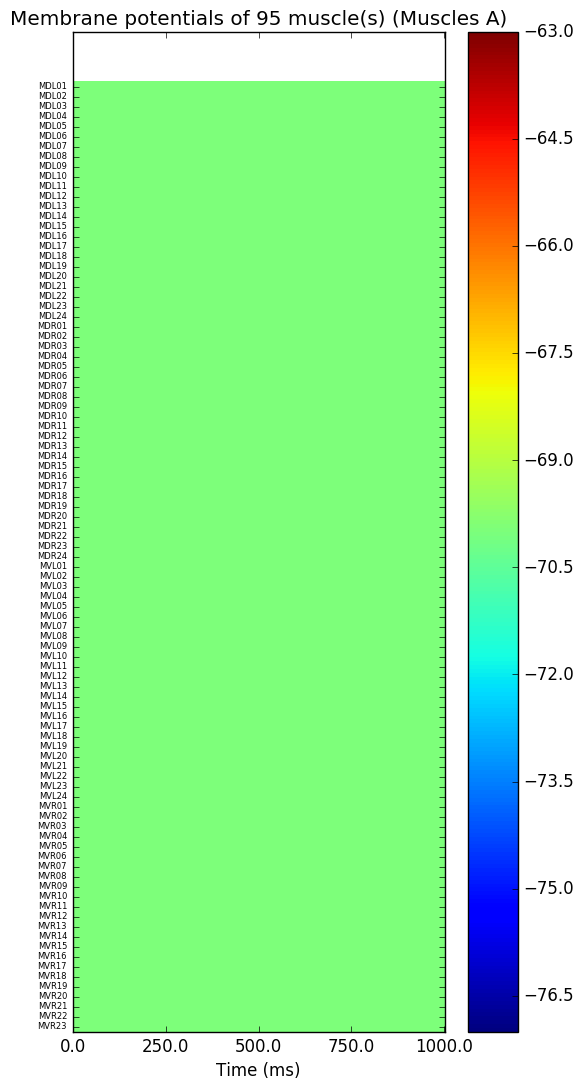 Membrane potentials of 95 muscle(s) (Muscles A)
MDL01
MDL02
MDL03
MDL04
MDL05
MDL06
MDL07
MDL08
MDL09
MDL10
MDL11
MDL12
MDL13
MDL14
MDL15
MDL16
MDL17
MDL18
MDL19
MDL20
MDL21
MDL22
MDL23
MDL24
MDR01
MDR02
MDR03
MDR04
MDR05
MDR06
MDR07
MDR08
MDR09
MDR10
MDR11
MDR12
MDR13
MDR14
MDR15
MDR16
MDR17
MDR18
MDR19
MDR20
MDR21
MDR22
MDR23
MDR24
MVL01
MVL02
MVL03
MVL04
MVL05
MVL06
MVL07
MVL08
MVL09
MVL10
MVL11
MVL12
MVL13
MVL14
MVL15
MVL16
MVL17
MVL18
MVL19
MVL20
MVL21
MVL22
MVL23
MVL24
MVR01
MVR02
MVR03
MVR04
MVR05
MVR06
MVR07
MVR08
MVR09
MVR10
MVR11
MVR12
MVR13
MVR14
MVR15
MVR16
MVR17
MVR18
MVR19
MVR20
MVR21
MVR22
MVR23
0.0 250.0 500.0 750.0 1000.0
Time (ms)
−63.0
−64.5
−66.0
−67.5
−69.0
−70.5
−72.0
−73.5
−75.0
−76.5